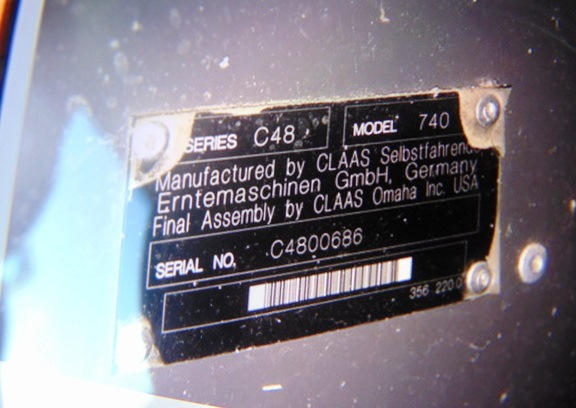 SERIES C48 MODEL 740
Manufactured by CLAAS Selbstfahrende
Erntemaschinen GmbH, Germany
Final Assembly by CLAAS Omaha Inc. USA
SERIAL NO. C4800686
356 220.0